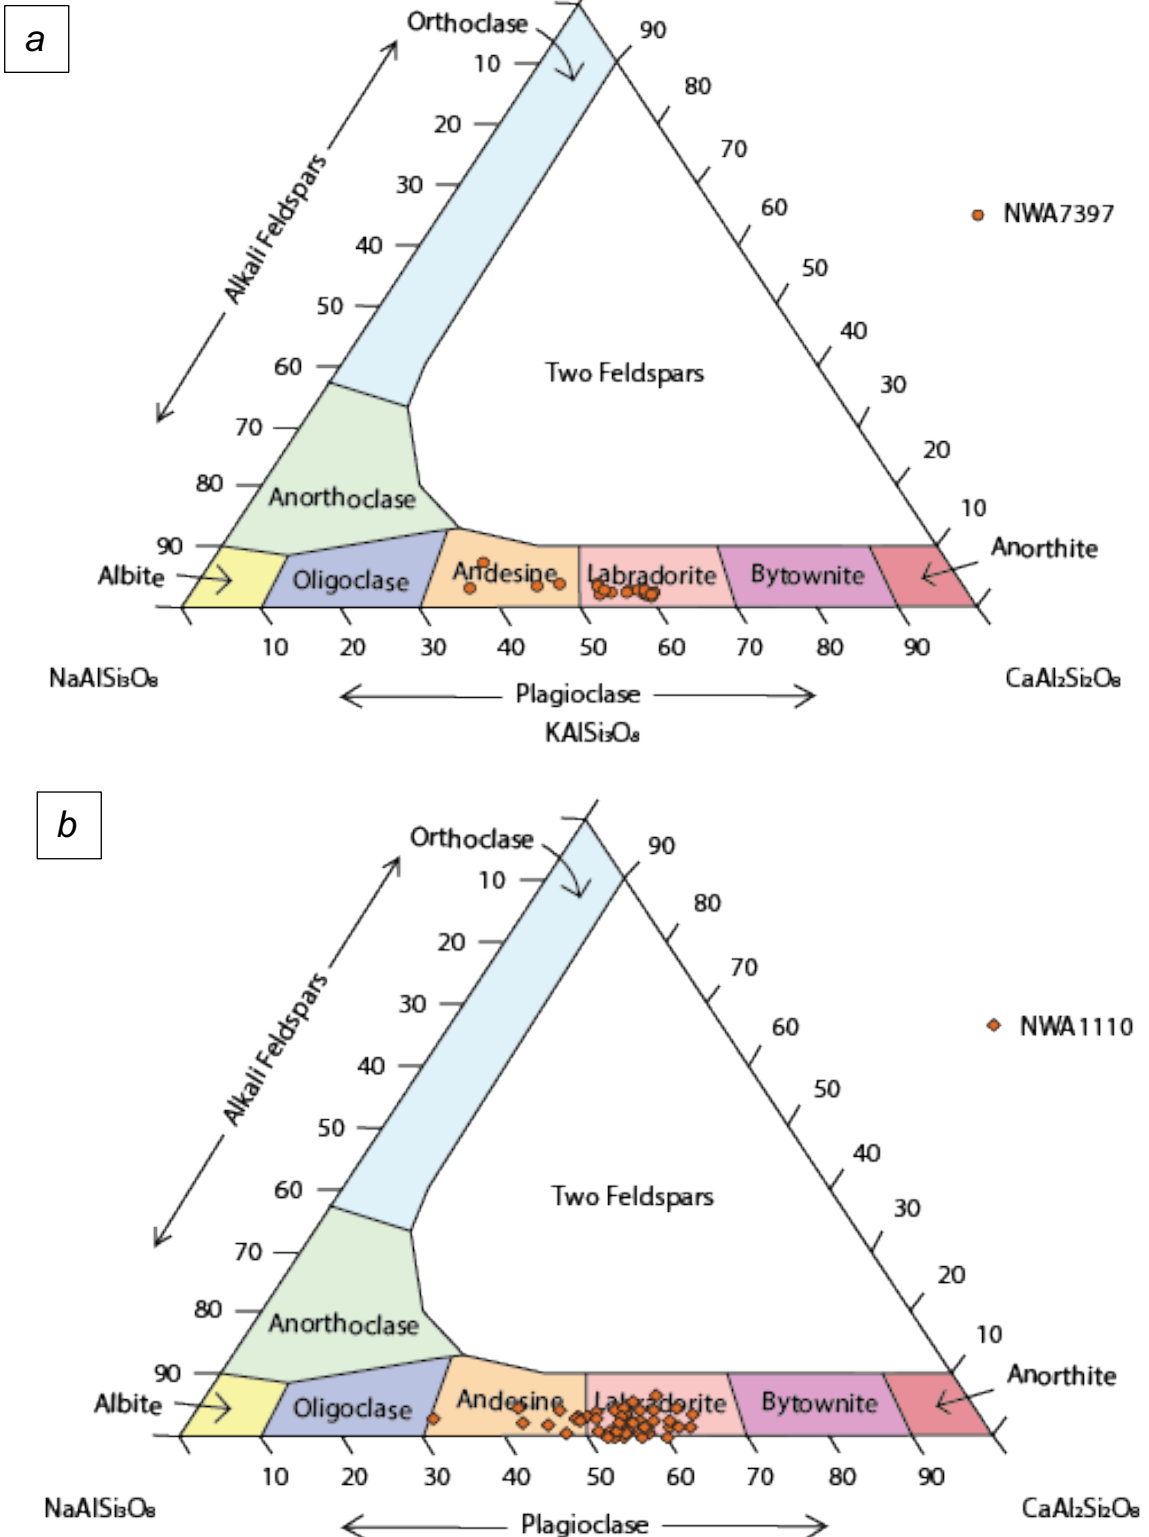 a
Orthoclase
90
10
80
20
70
30
60
NWA7397
40
50
50
40
60
30
70
20
80
10
90
Alkali Feldspars
Two Feldspars
Anorthoclase
Albite
Oligoclase
Andesine
Labradorite
Bytownite
Anorthite
10 20 30 40 50 60 70 80 90
NaAlSi₃O₈
CaAl₂Si₂O₈
Plagioclase
KAlSi₃O₈
b
Orthoclase
90
10
80
20
70
30
60
NWA1110
40
50
50
40
60
30
70
20
80
10
90
Alkali Feldspars
Two Feldspars
Anorthoclase
Albite
Oligoclase
Andesine
Labradorite
Bytownite
Anorthite
10 20 30 40 50 60 70 80 90
NaAlSi₃O₈
CaAl₂Si₂O₈
Plagioclase